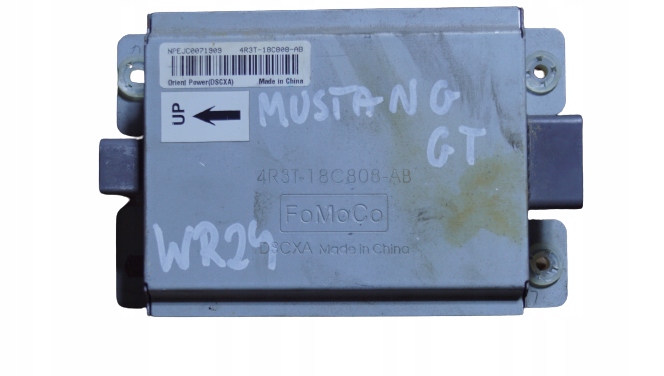 NPEJC0071909 4R3T-18C808-AB
Orient Power(DSCXA) Made in China
UP
MUSTANG
GT
4R3T-18C808-AB
FoMoCo
DSCXA Made in China
WR24